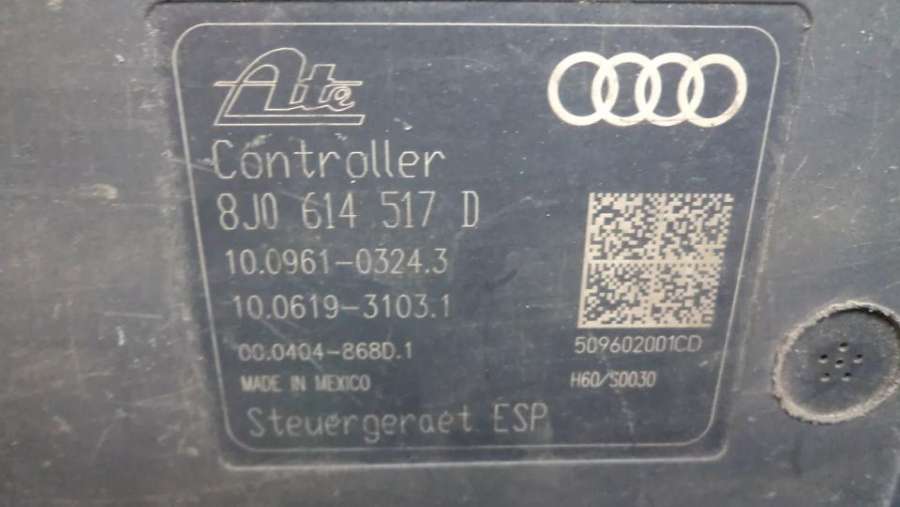 Ate
Controller
8J0 614 517 D
10.0961-0324.3
10.0619-3103.1
00.0404-868D.1
509602001CD
MADE IN MEXICO
H60/S0030
Steuergeraet ESP